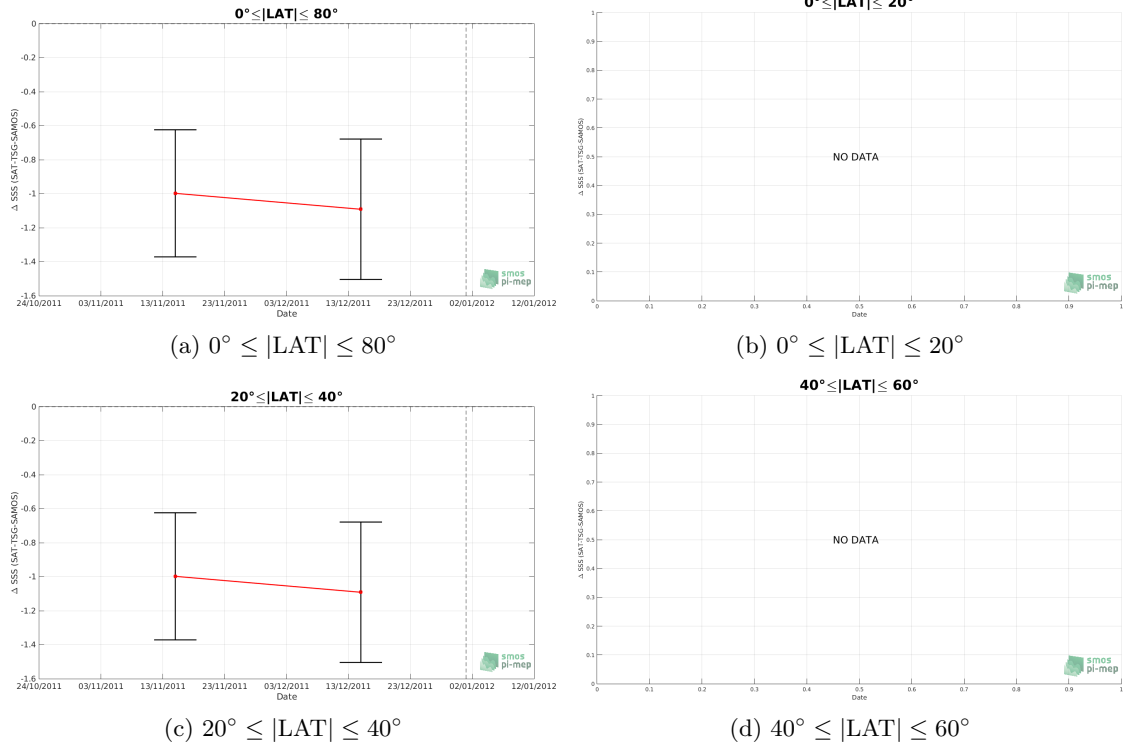 0°≤|LAT|≤ 80°
0
-0.2
-0.4
-0.6
-0.8
-1
-1.2
-1.4
-1.6
Δ SSS (SAT-TSG-SAMOS)
24/10/2011 03/11/2011 13/11/2011 23/11/2011 03/12/2011 13/12/2011 23/12/2011 02/01/2012 12/01/2012
Date
smos
pi-mep
(a) 0° ≤ |LAT| ≤ 80°
0°≤|LAT|≤ 20°
1
0.9
0.8
0.7
0.6
0.5
0.4
0.3
0.2
0.1
0
Δ SSS (SAT-TSG-SAMOS)
NO DATA
0 0.1 0.2 0.3 0.4 0.5 0.6 0.7 0.8 0.9 1
Date
smos
pi-mep
(b) 0° ≤ |LAT| ≤ 20°
20°≤|LAT|≤ 40°
0
-0.2
-0.4
-0.6
-0.8
-1
-1.2
-1.4
-1.6
Δ SSS (SAT-TSG-SAMOS)
24/10/2011 03/11/2011 13/11/2011 23/11/2011 03/12/2011 13/12/2011 23/12/2011 02/01/2012 12/01/2012
Date
smos
pi-mep
(c) 20° ≤ |LAT| ≤ 40°
40°≤|LAT|≤ 60°
1
0.9
0.8
0.7
0.6
0.5
0.4
0.3
0.2
0.1
0
Δ SSS (SAT-TSG-SAMOS)
NO DATA
0 0.1 0.2 0.3 0.4 0.5 0.6 0.7 0.8 0.9 1
Date
smos
pi-mep
(d) 40° ≤ |LAT| ≤ 60°